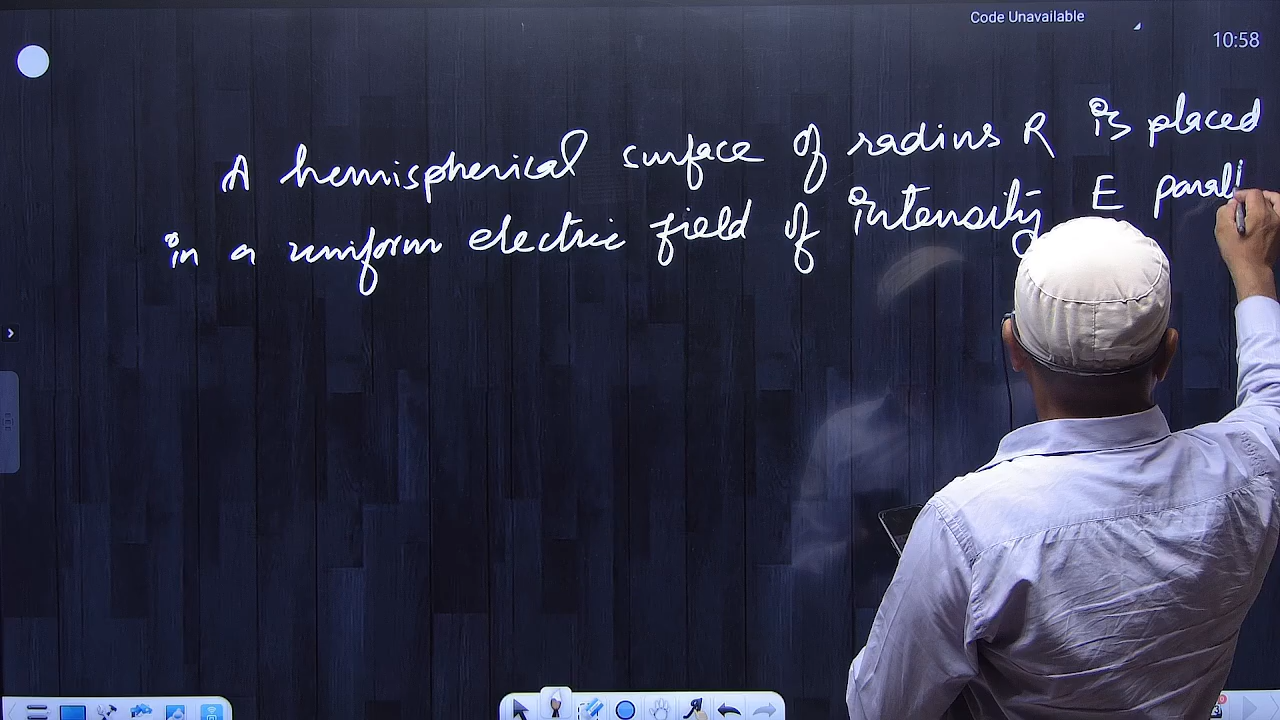 Code Unavailable
10:58
A hemispherical surface of radius R is placed
in a uniform electric field of intensity E parall